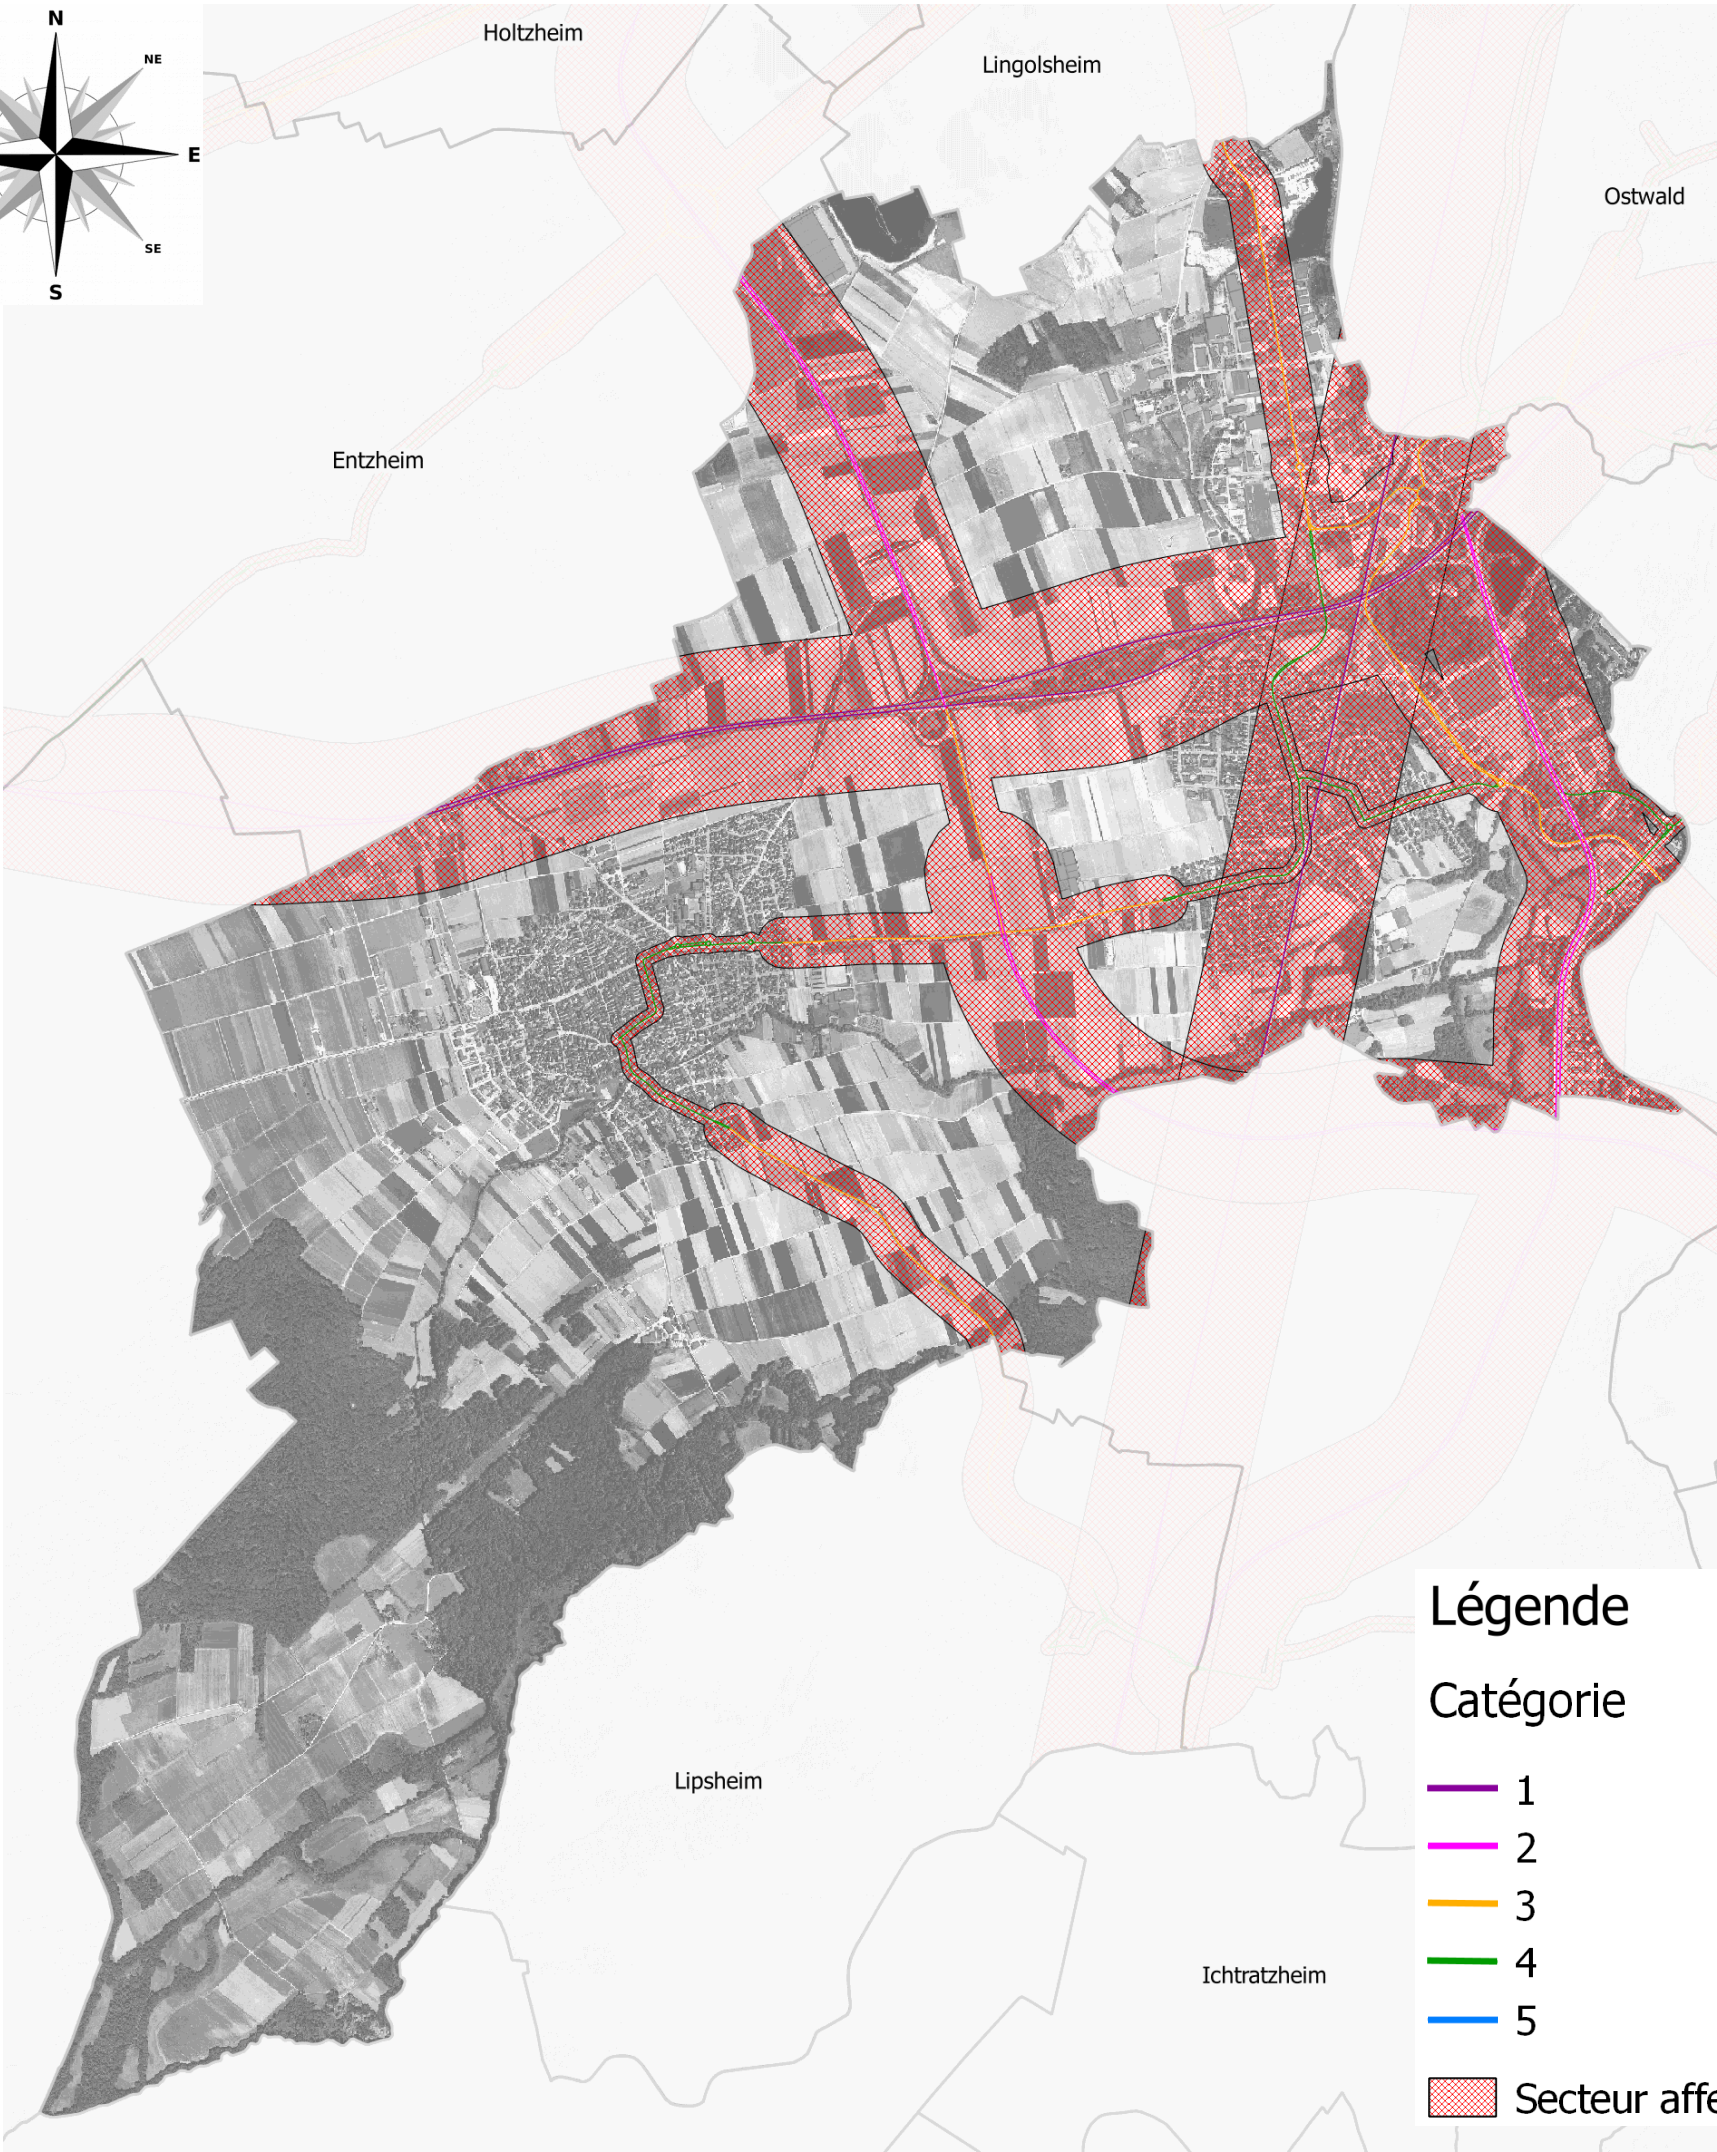 N
NE
E
SE
S
Holtzheim
Lingolsheim
Ostwald
Entzheim
Lipsheim
Ichtratzheim
Légende
Catégorie
1
2
3
4
5
Secteur affe